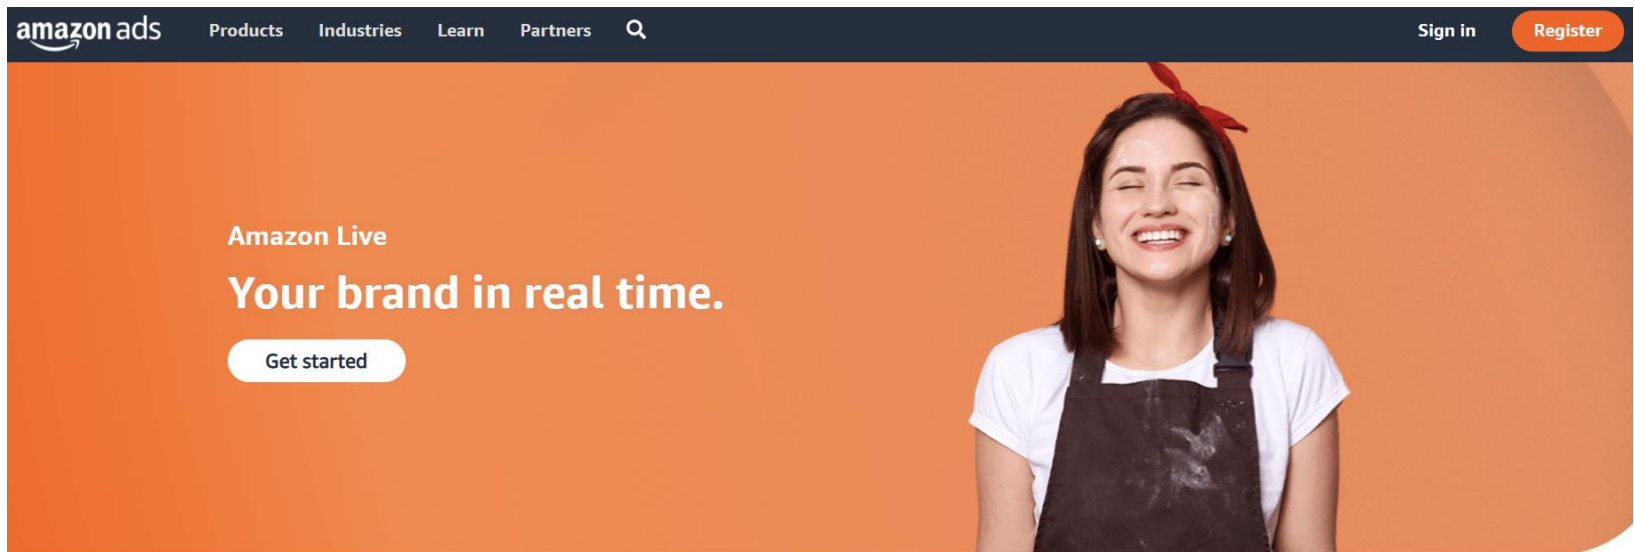 amazon ads Products Industries Learn Partners Sign in Register
Amazon Live
Your brand in real time.
Get started